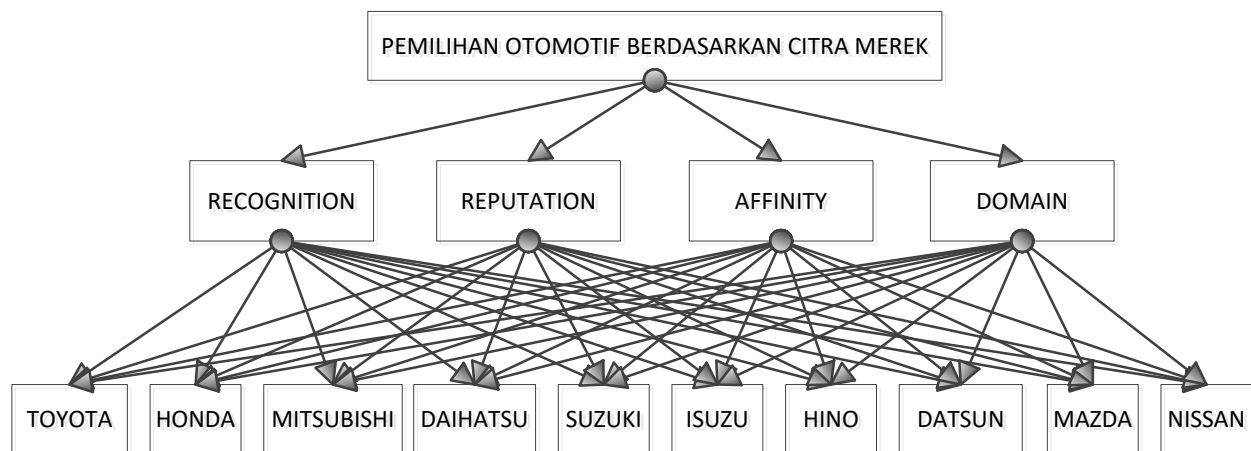 PEMILIHAN OTOMOTIF BERDASARKAN CITRA MEREK
RECOGNITION REPUTATION AFFINITY DOMAIN
TOYOTA HONDA MITSUBISHI DAIHATSU SUZUKI ISUZU HINO DATSUN MAZDA NISSAN